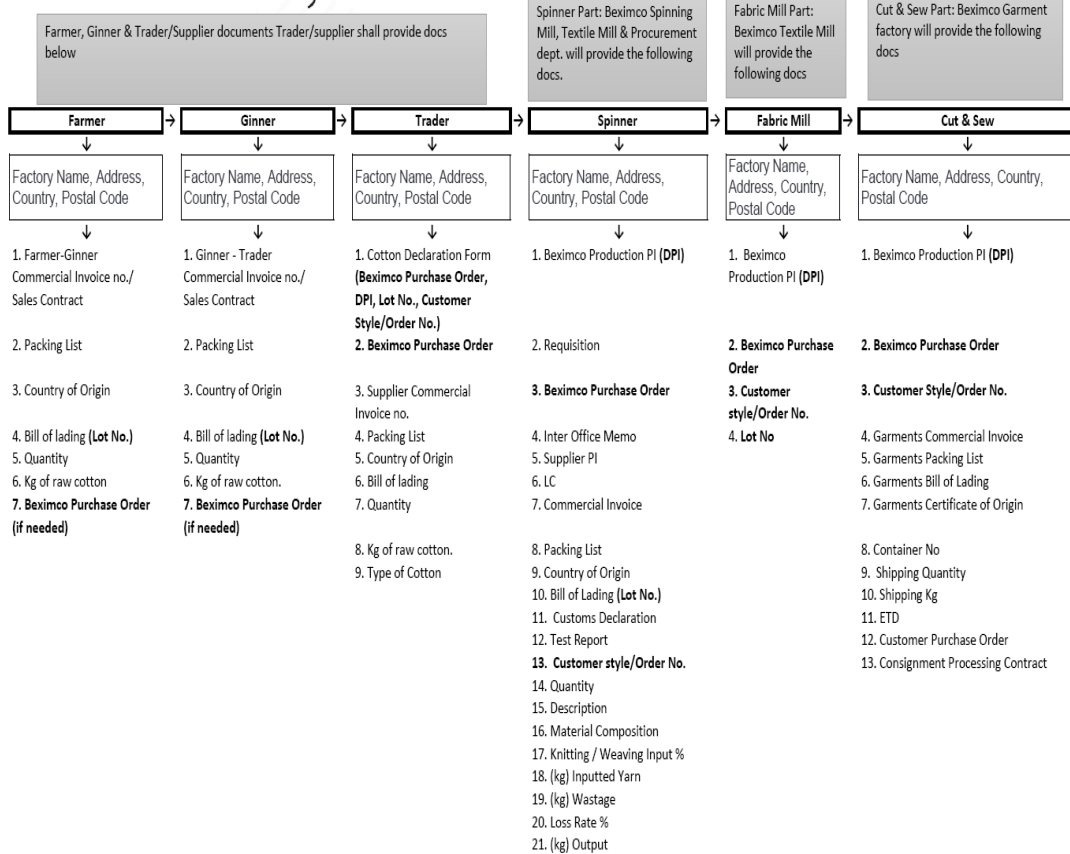 Farmer, Ginner & Trader/Supplier documents Trader/supplier shall provide docs
below
Spinner Part: Beximco Spinning
Mill, Textile Mill & Procurement
dept. will provide the following
docs.
Fabric Mill Part:
Beximco Textile Mill
will provide the
following docs
Cut & Sew Part: Beximco Garment
factory will provide the following
docs
Farmer → Ginner → Trader → Spinner → Fabric Mill → Cut & Sew
Factory Name, Address,
Country, Postal Code
1. Farmer-Ginner
Commercial Invoice no./
Sales Contract
2. Packing List
3. Country of Origin
4. Bill of lading (Lot No.)
5. Quantity
6. Kg of raw cotton
7. Beximco Purchase Order
(if needed)
Factory Name, Address,
Country, Postal Code
1. Ginner - Trader
Commercial Invoice no./
Sales Contract
2. Packing List
3. Country of Origin
4. Bill of lading (Lot No.)
5. Quantity
6. Kg of raw cotton.
7. Beximco Purchase Order
(if needed)
Factory Name, Address,
Country, Postal Code
1. Cotton Declaration Form
(Beximco Purchase Order,
DPI, Lot No., Customer
Style/Order No.)
2. Beximco Purchase Order
3. Supplier Commercial
Invoice no.
4. Packing List
5. Country of Origin
6. Bill of lading
7. Quantity
8. Kg of raw cotton.
9. Type of Cotton
Factory Name, Address,
Country, Postal Code
1. Beximco Production PI (DPI)
2. Requisition
3. Beximco Purchase Order
4. Inter Office Memo
5. Supplier PI
6. LC
7. Commercial Invoice
8. Packing List
9. Country of Origin
10. Bill of Lading (Lot No.)
11. Customs Declaration
12. Test Report
13. Customer style/Order No.
14. Quantity
15. Description
16. Material Composition
17. Knitting / Weaving Input %
18. (kg) Inputted Yarn
19. (kg) Wastage
20. Loss Rate %
21. (kg) Output
Factory Name,
Address, Country,
Postal Code
1. Beximco
Production PI (DPI)
2. Beximco Purchase
Order
3. Customer
style/Order No.
4. Lot No
Factory Name, Address, Country,
Postal Code
1. Beximco Production PI (DPI)
2. Beximco Purchase Order
3. Customer Style/Order No.
4. Garments Commercial Invoice
5. Garments Packing List
6. Garments Bill of Lading
7. Garments Certificate of Origin
8. Container No
9. Shipping Quantity
10. Shipping Kg
11. ETD
12. Customer Purchase Order
13. Consignment Processing Contract